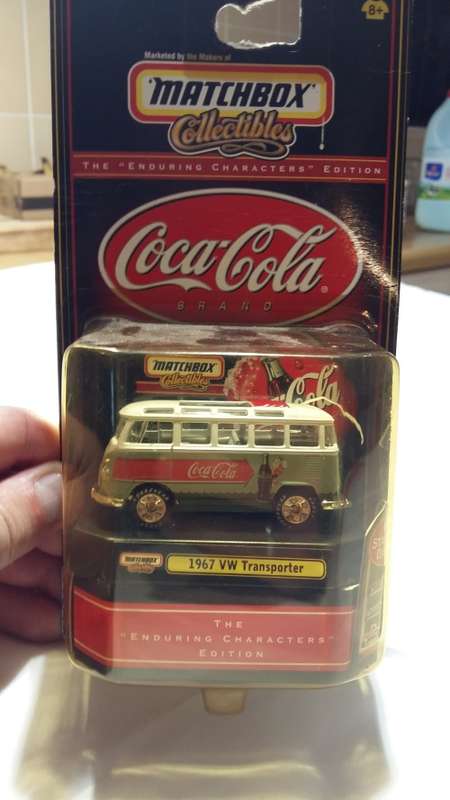 8+
Marketed by the Makers of
'MATCHBOX'
Collectibles
THE "ENDURING CHARACTERS" EDITION
Coca-Cola
BRAND
MATCHBOX
Collectibles
Cola
Coca-Cola
MATCHBOX
1967 VW Transporter
THE
"ENDURING CHARACTERS"
EDITION